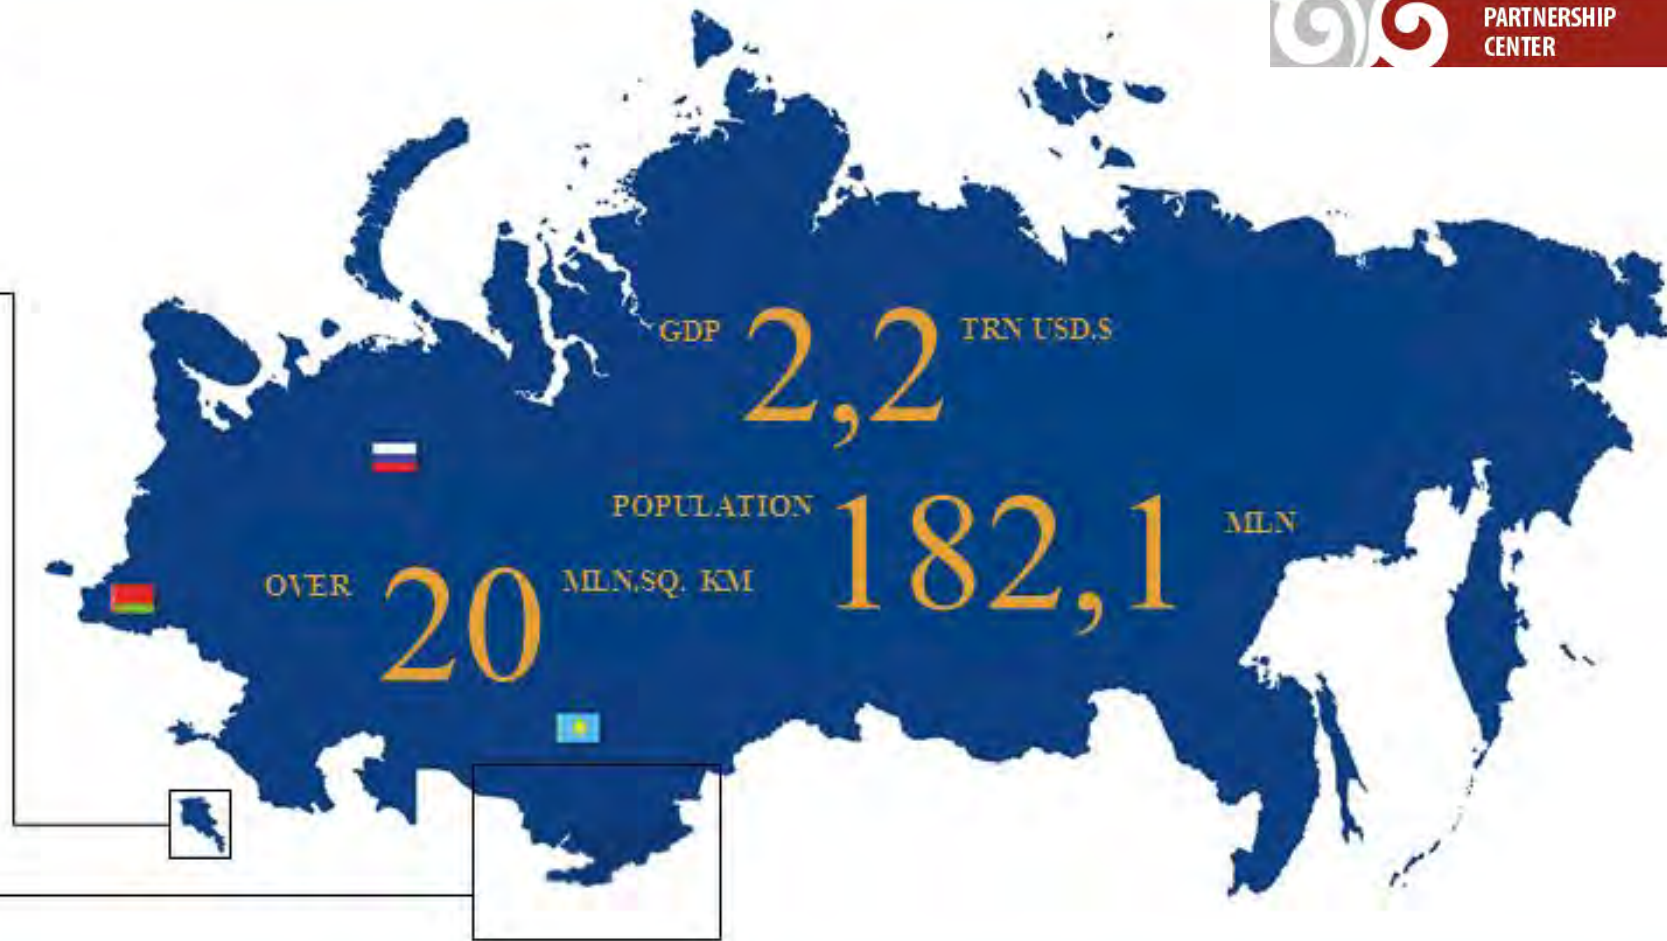 PARTNERSHIP
CENTER
GDP 2,2 TRN USD.S
POPULATION 182,1 MLN
OVER 20 MLN.SQ. KM